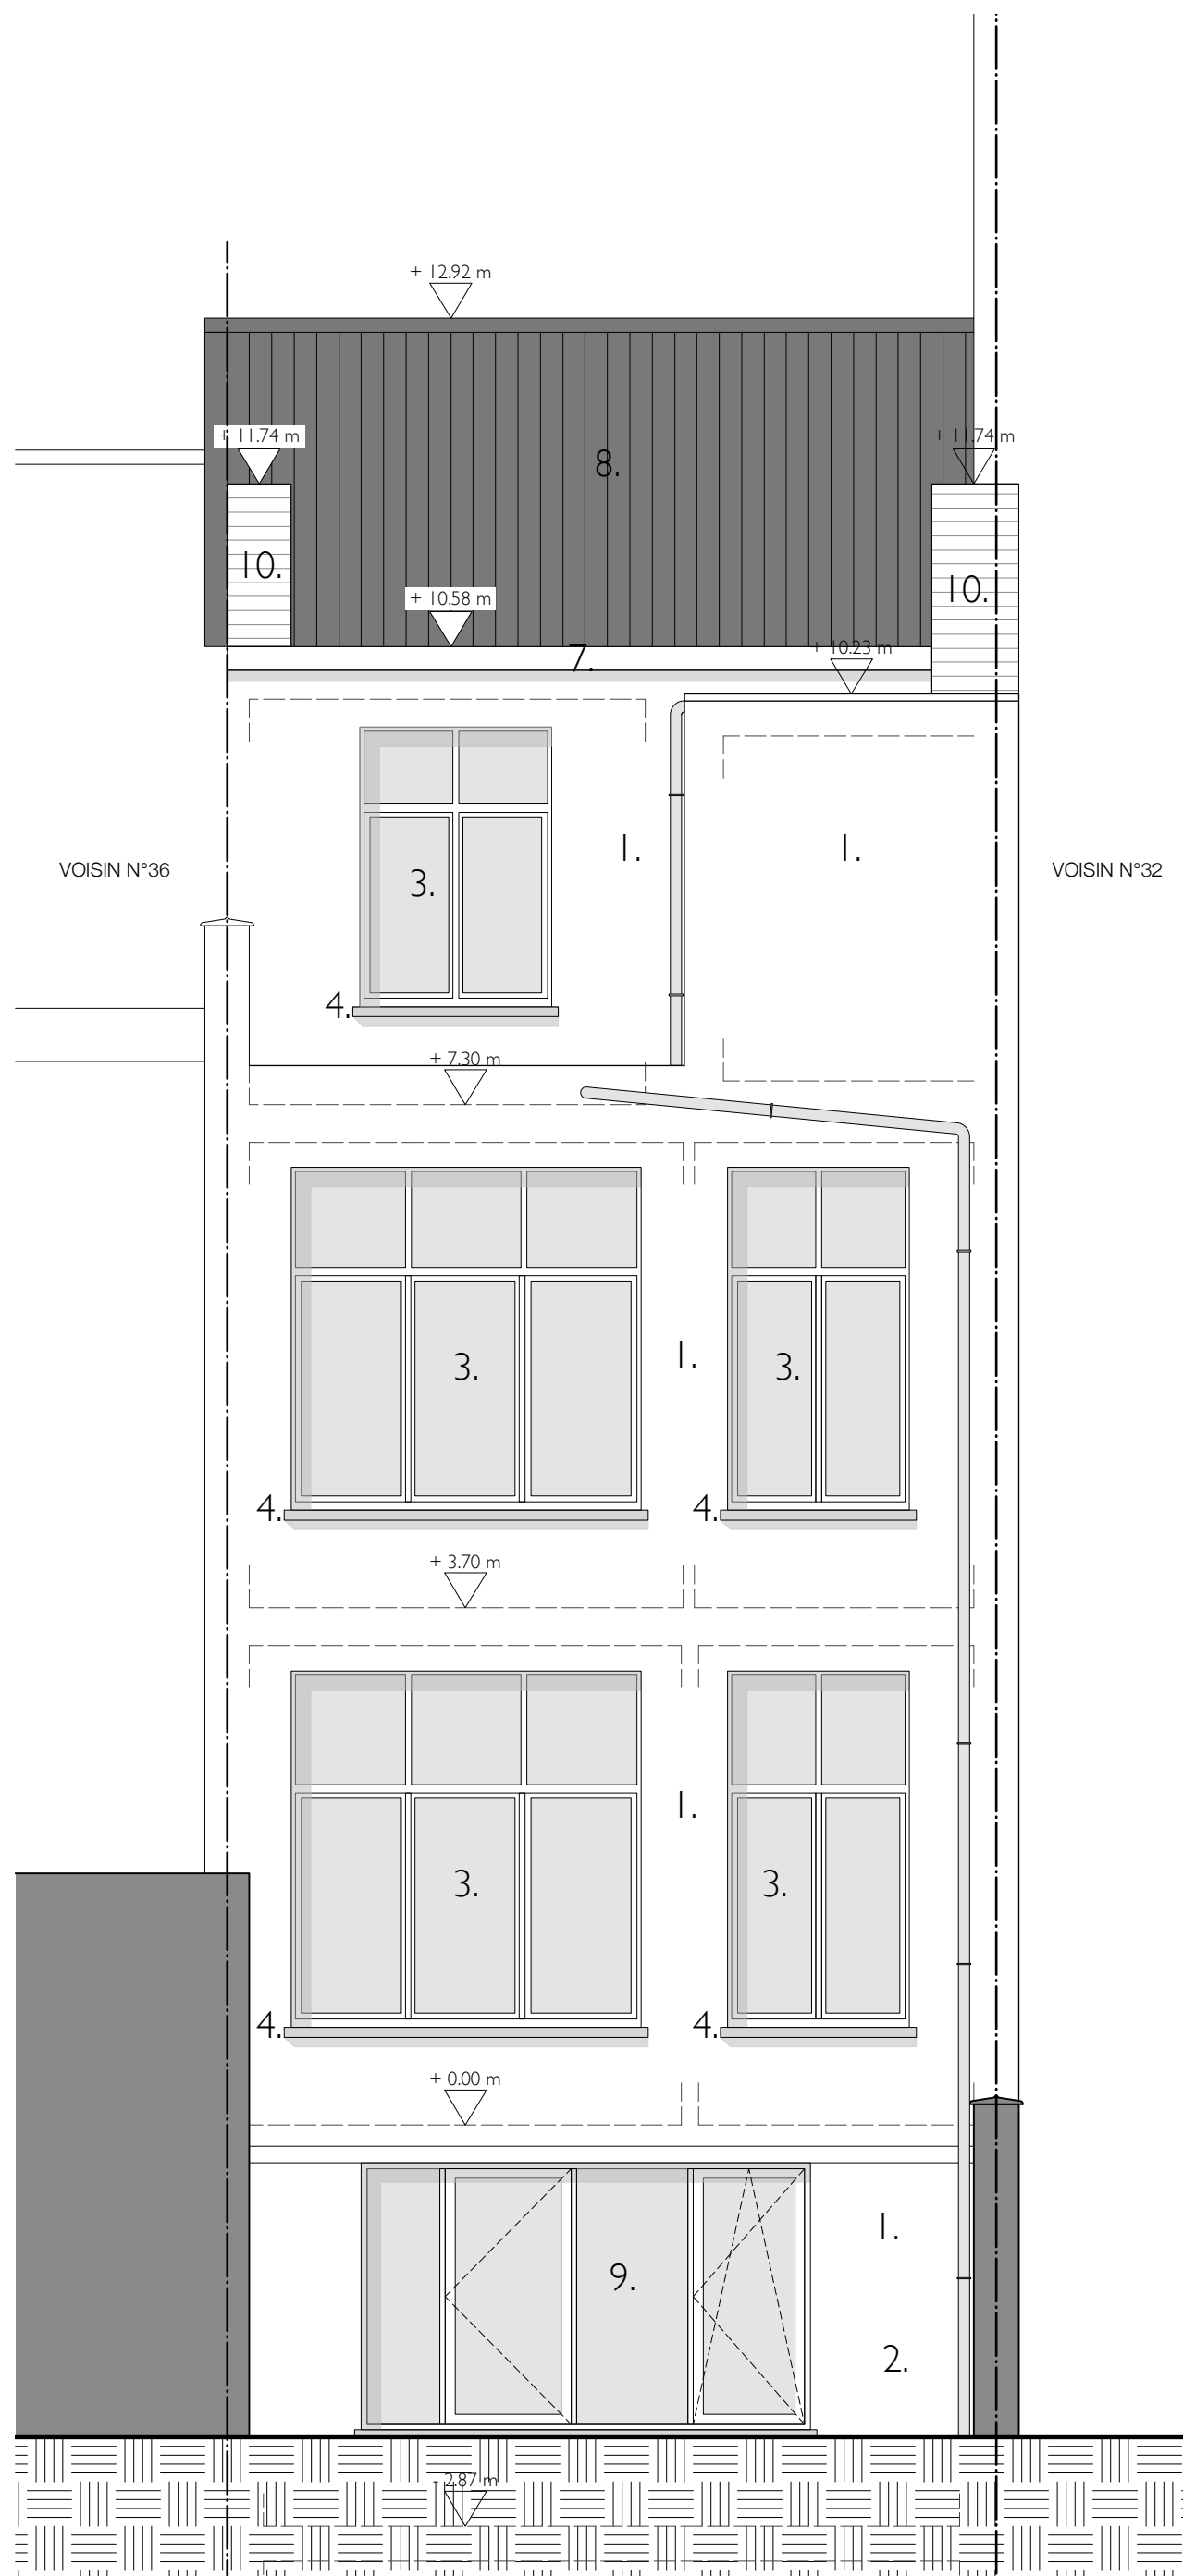 + 12.92 m
+ 11.74 m
+ 11.74 m
8.
10.
10.
+ 10.58 m
7.
+ 10.23 m
1.
1.
VOISIN N°36
3.
VOISIN N°32
4.
+ 7.30 m
1.
3.
3.
4.
4.
+ 3.70 m
1.
3.
3.
4.
4.
+ 0.00 m
1.
9.
2.
- 2.87 m